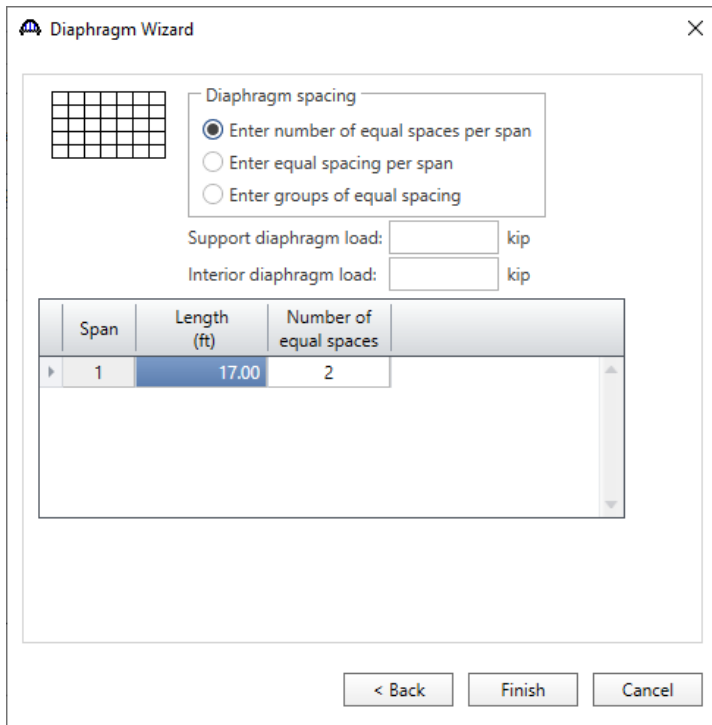 Diaphragm Wizard
Diaphragm spacing
Enter number of equal spaces per span
Enter equal spacing per span
Enter groups of equal spacing
Support diaphragm load: kip
Interior diaphragm load: kip
Span Length (ft) Number of equal spaces
1 17.00 2
< Back Finish Cancel